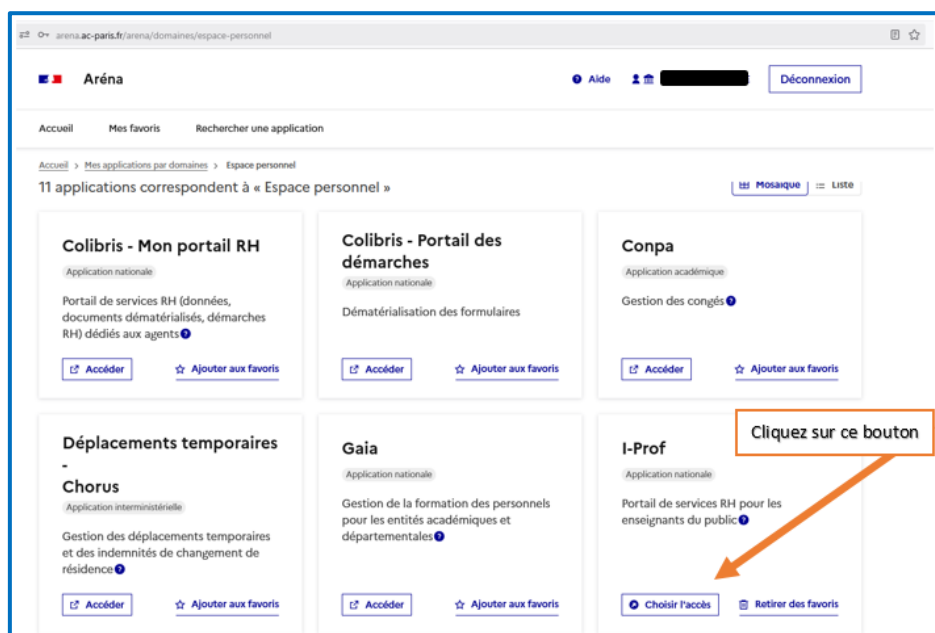 arena.ac-paris.fr/arena/domaines/espace-personnel
Aréna
Aide
Déconnexion
Accueil Mes favoris Rechercher une application
Accueil > Mes applications par domaines > Espace personnel
11 applications correspondent à « Espace personnel »
Mosaïque Liste
Colibris - Mon portail RH
Application nationale
Portail de services RH (données,
documents dématérialisés, démarches
RH) dédiés aux agents
Accéder Ajouter aux favoris
Colibris - Portail des
démarches
Application nationale
Dématérialisation des formulaires
Accéder Ajouter aux favoris
Conpa
Application académique
Gestion des congés
Accéder Ajouter aux favoris
Déplacements temporaires
-
Chorus
Application interministérielle
Gestion des déplacements temporaires
et des indemnités de changement de
résidence
Accéder Ajouter aux favoris
Gaia
Application nationale
Gestion de la formation des personnels
pour les entités académiques et
départementales
Accéder Ajouter aux favoris
Cliquez sur ce bouton
I-Prof
Application nationale
Portail de services RH pour les
enseignants du public
Choisir l'accès Retirer des favoris